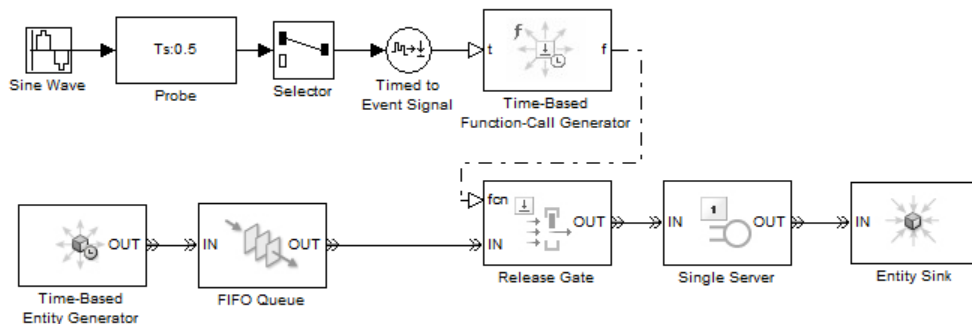 Sine Wave
Ts:0.5
Probe
Selector
Timed to
Event Signal
t
f
f
Time-Based
Function-Call Generator
OUT
Time-Based
Entity Generator
IN
OUT
FIFO Queue
fcn
IN
OUT
Release Gate
IN
1
OUT
Single Server
IN
Entity Sink